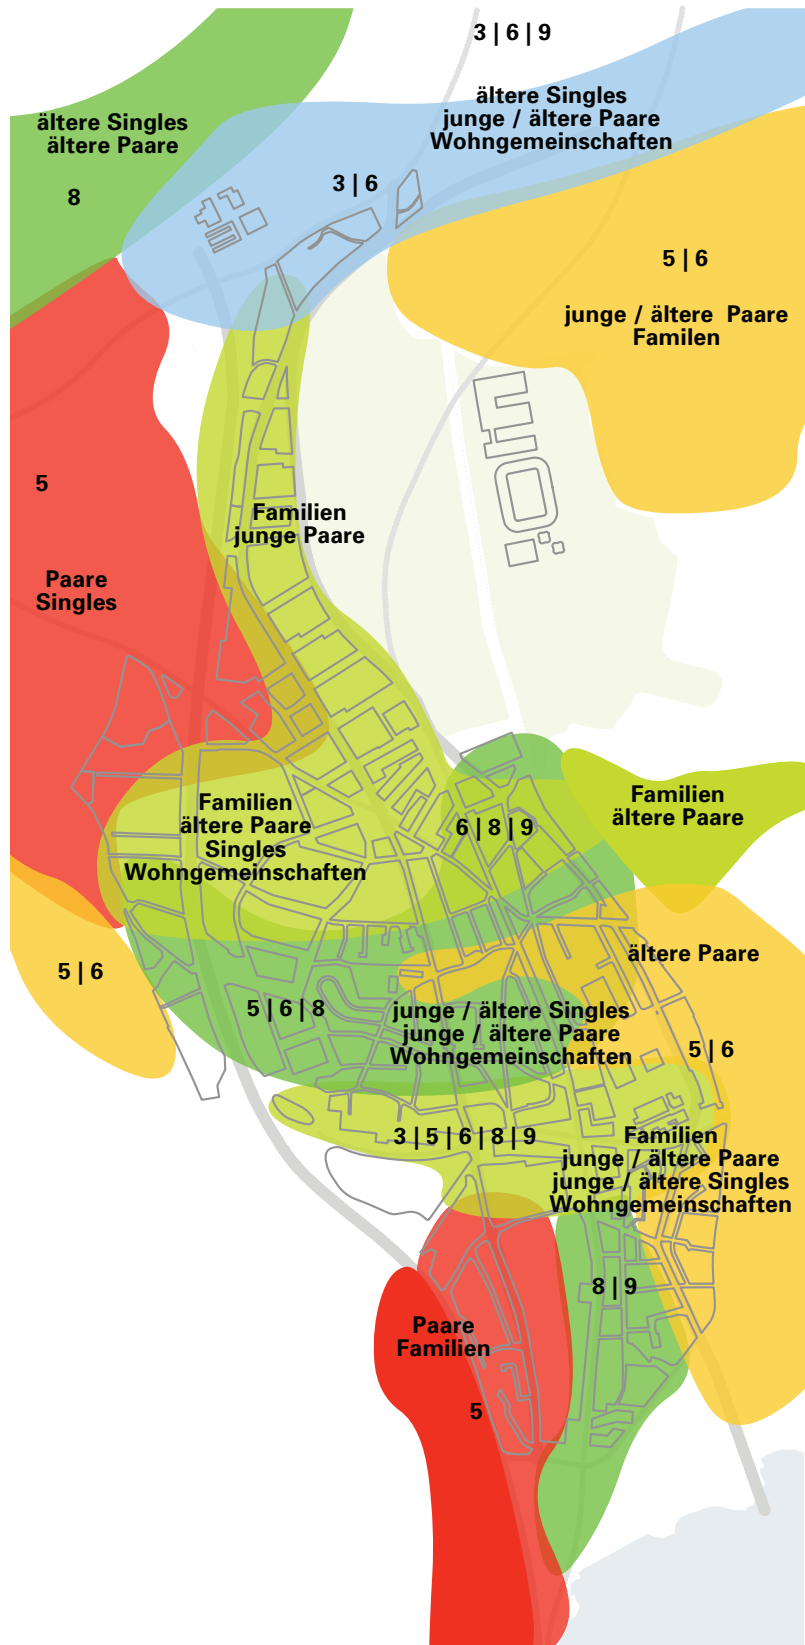 3 | 6 | 9
ältere Singles
junge / ältere Paare
Wohngemeinschaften
ältere Singles
ältere Paare
8
3 | 6
5 | 6
junge / ältere Paare
Familen
5
Familien
junge Paare
Paare
Singles
Familien
ältere Paare
Singles
Wohngemeinschaften
6 | 8 | 9
Familien
ältere Paare
ältere Paare
5 | 6
5 | 6 | 8
junge / ältere Singles
junge / ältere Paare
Wohngemeinschaften
5 | 6
3 | 5 | 6 | 8 | 9
Familien
junge / ältere Paare
junge / ältere Singles
Wohngemeinschaften
8 | 9
Paare
Familien
5